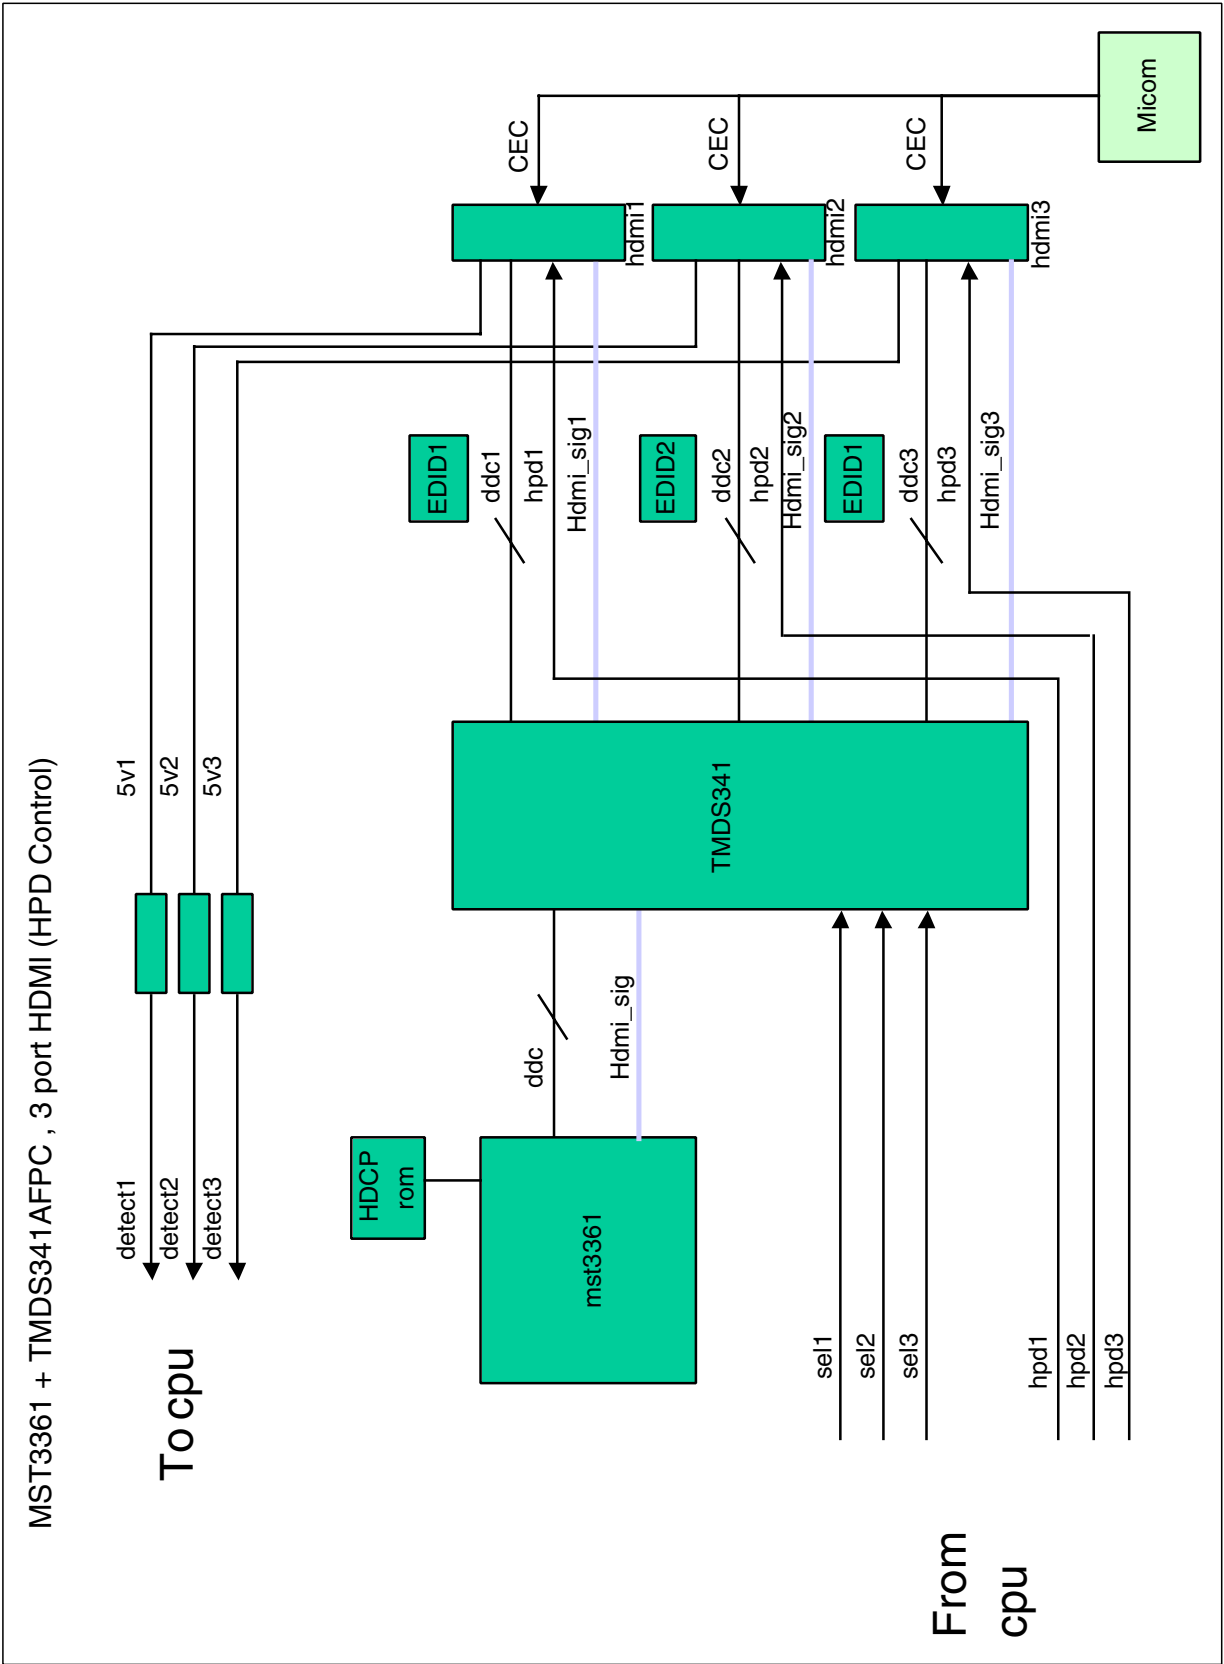 MST3361 + TMDS341AFPC , 3 port HDMI (HPD Control)
To cpu
detect1
detect2
detect3
5v1
5v2
5v3
HDCP
rom
mst3361
ddc
Hdmi_sig
TMDS341
EDID1
ddc1
hpd1
Hdmi_sig1
EDID2
ddc2
hpd2
Hdmi_sig2
EDID1
ddc3
hpd3
Hdmi_sig3
hdmi1
hdmi2
hdmi3
CEC
CEC
CEC
Micom
From
cpu
sel1
sel2
sel3
hpd1
hpd2
hpd3